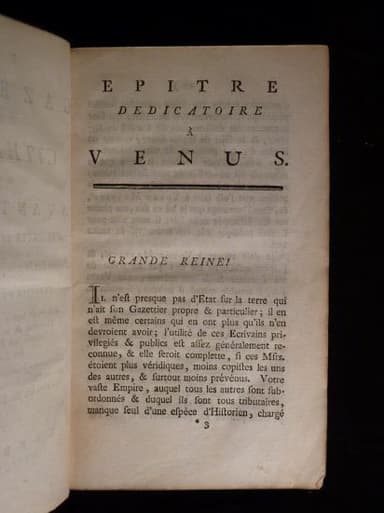 EPITRE
DEDICATOIRE
À
VENUS.
GRANDE REINE!
IL n'est presque pas d'Etat sur la terre qui
n'ait son Gazettier propre & particulier; il en
est même certains qui en ont plus qu'ils n'en
devroient avoir; l'utilité de ces Ecrivains pri-
vilegiés & publics est assez généralement re-
connue, & elle seroit complette, si ces Mrs.
étoient plus véridiques, moins copistes les uns
des autres, & surtout moins prévenus. Votre
vaste Empire, auquel tous les autres sont sub-
ordonnés & duquel ils sont tous tributaires,
manque seul d'une espèce d'Historien, chargé
* 3